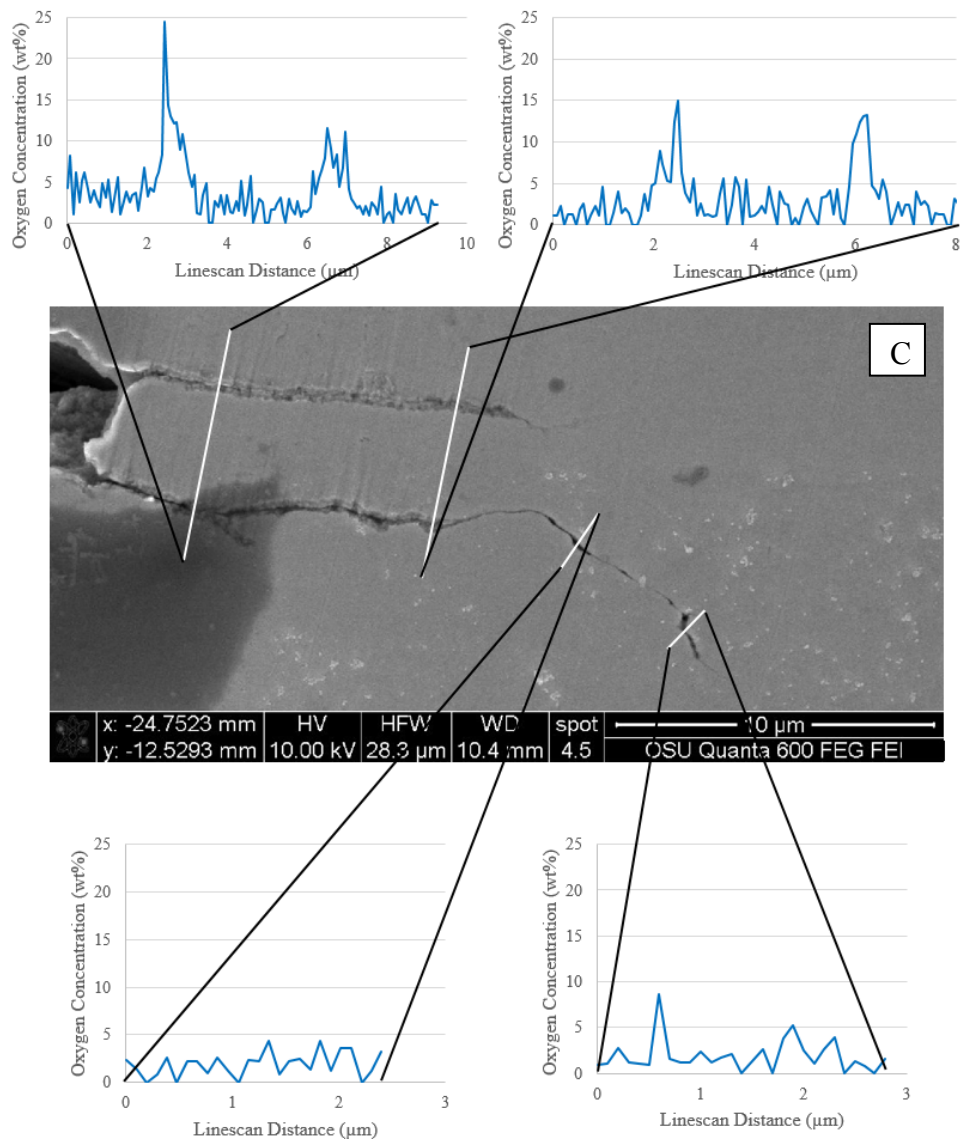 Oxygen Concentration (wt%)
25
20
15
10
5
0
0 2 4 6 8 10
Linescan Distance (µm)
Oxygen Concentration (wt%)
25
20
15
10
5
0
0 2 4 6 8
Linescan Distance (µm)
C
x: -24.7523 mm HV HFW WD spot 10 µm
y: -12.5293 mm 10.00 kV 28.3 µm 10.4 mm 4.5 OSU Quanta 600 FEG FEI
Oxygen Concentration (wt%)
25
20
15
10
5
0
0 1 2 3
Linescan Distance (µm)
Oxygen Concentration (wt%)
25
20
15
10
5
0
0 1 2 3
Linescan Distance (µm)